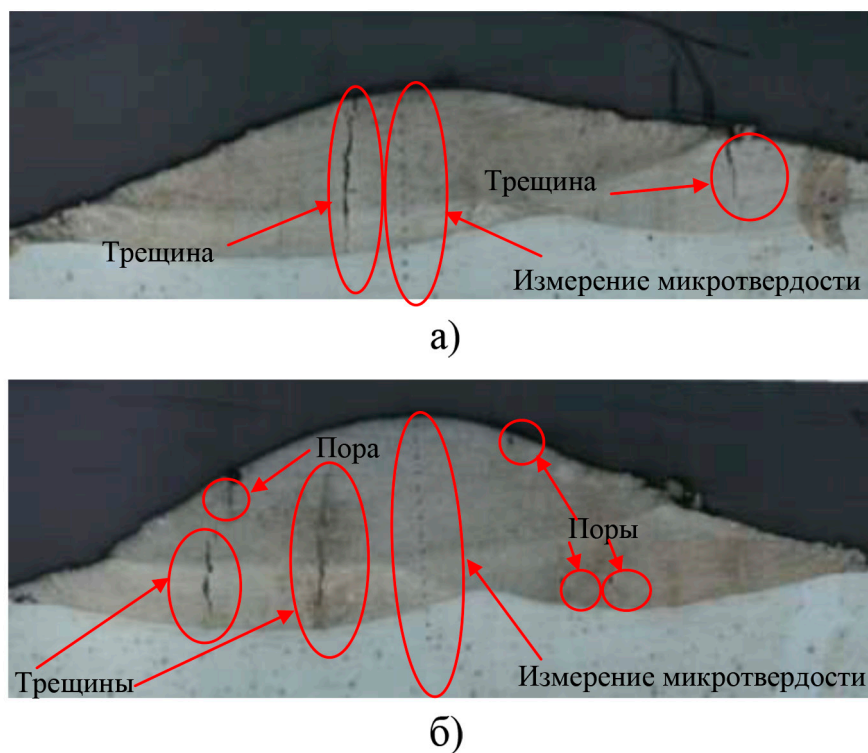 Трещина
Трещина
Измерение микротвердости
а)
Пора
Поры
Измерение микротвердости
Трещины
б)